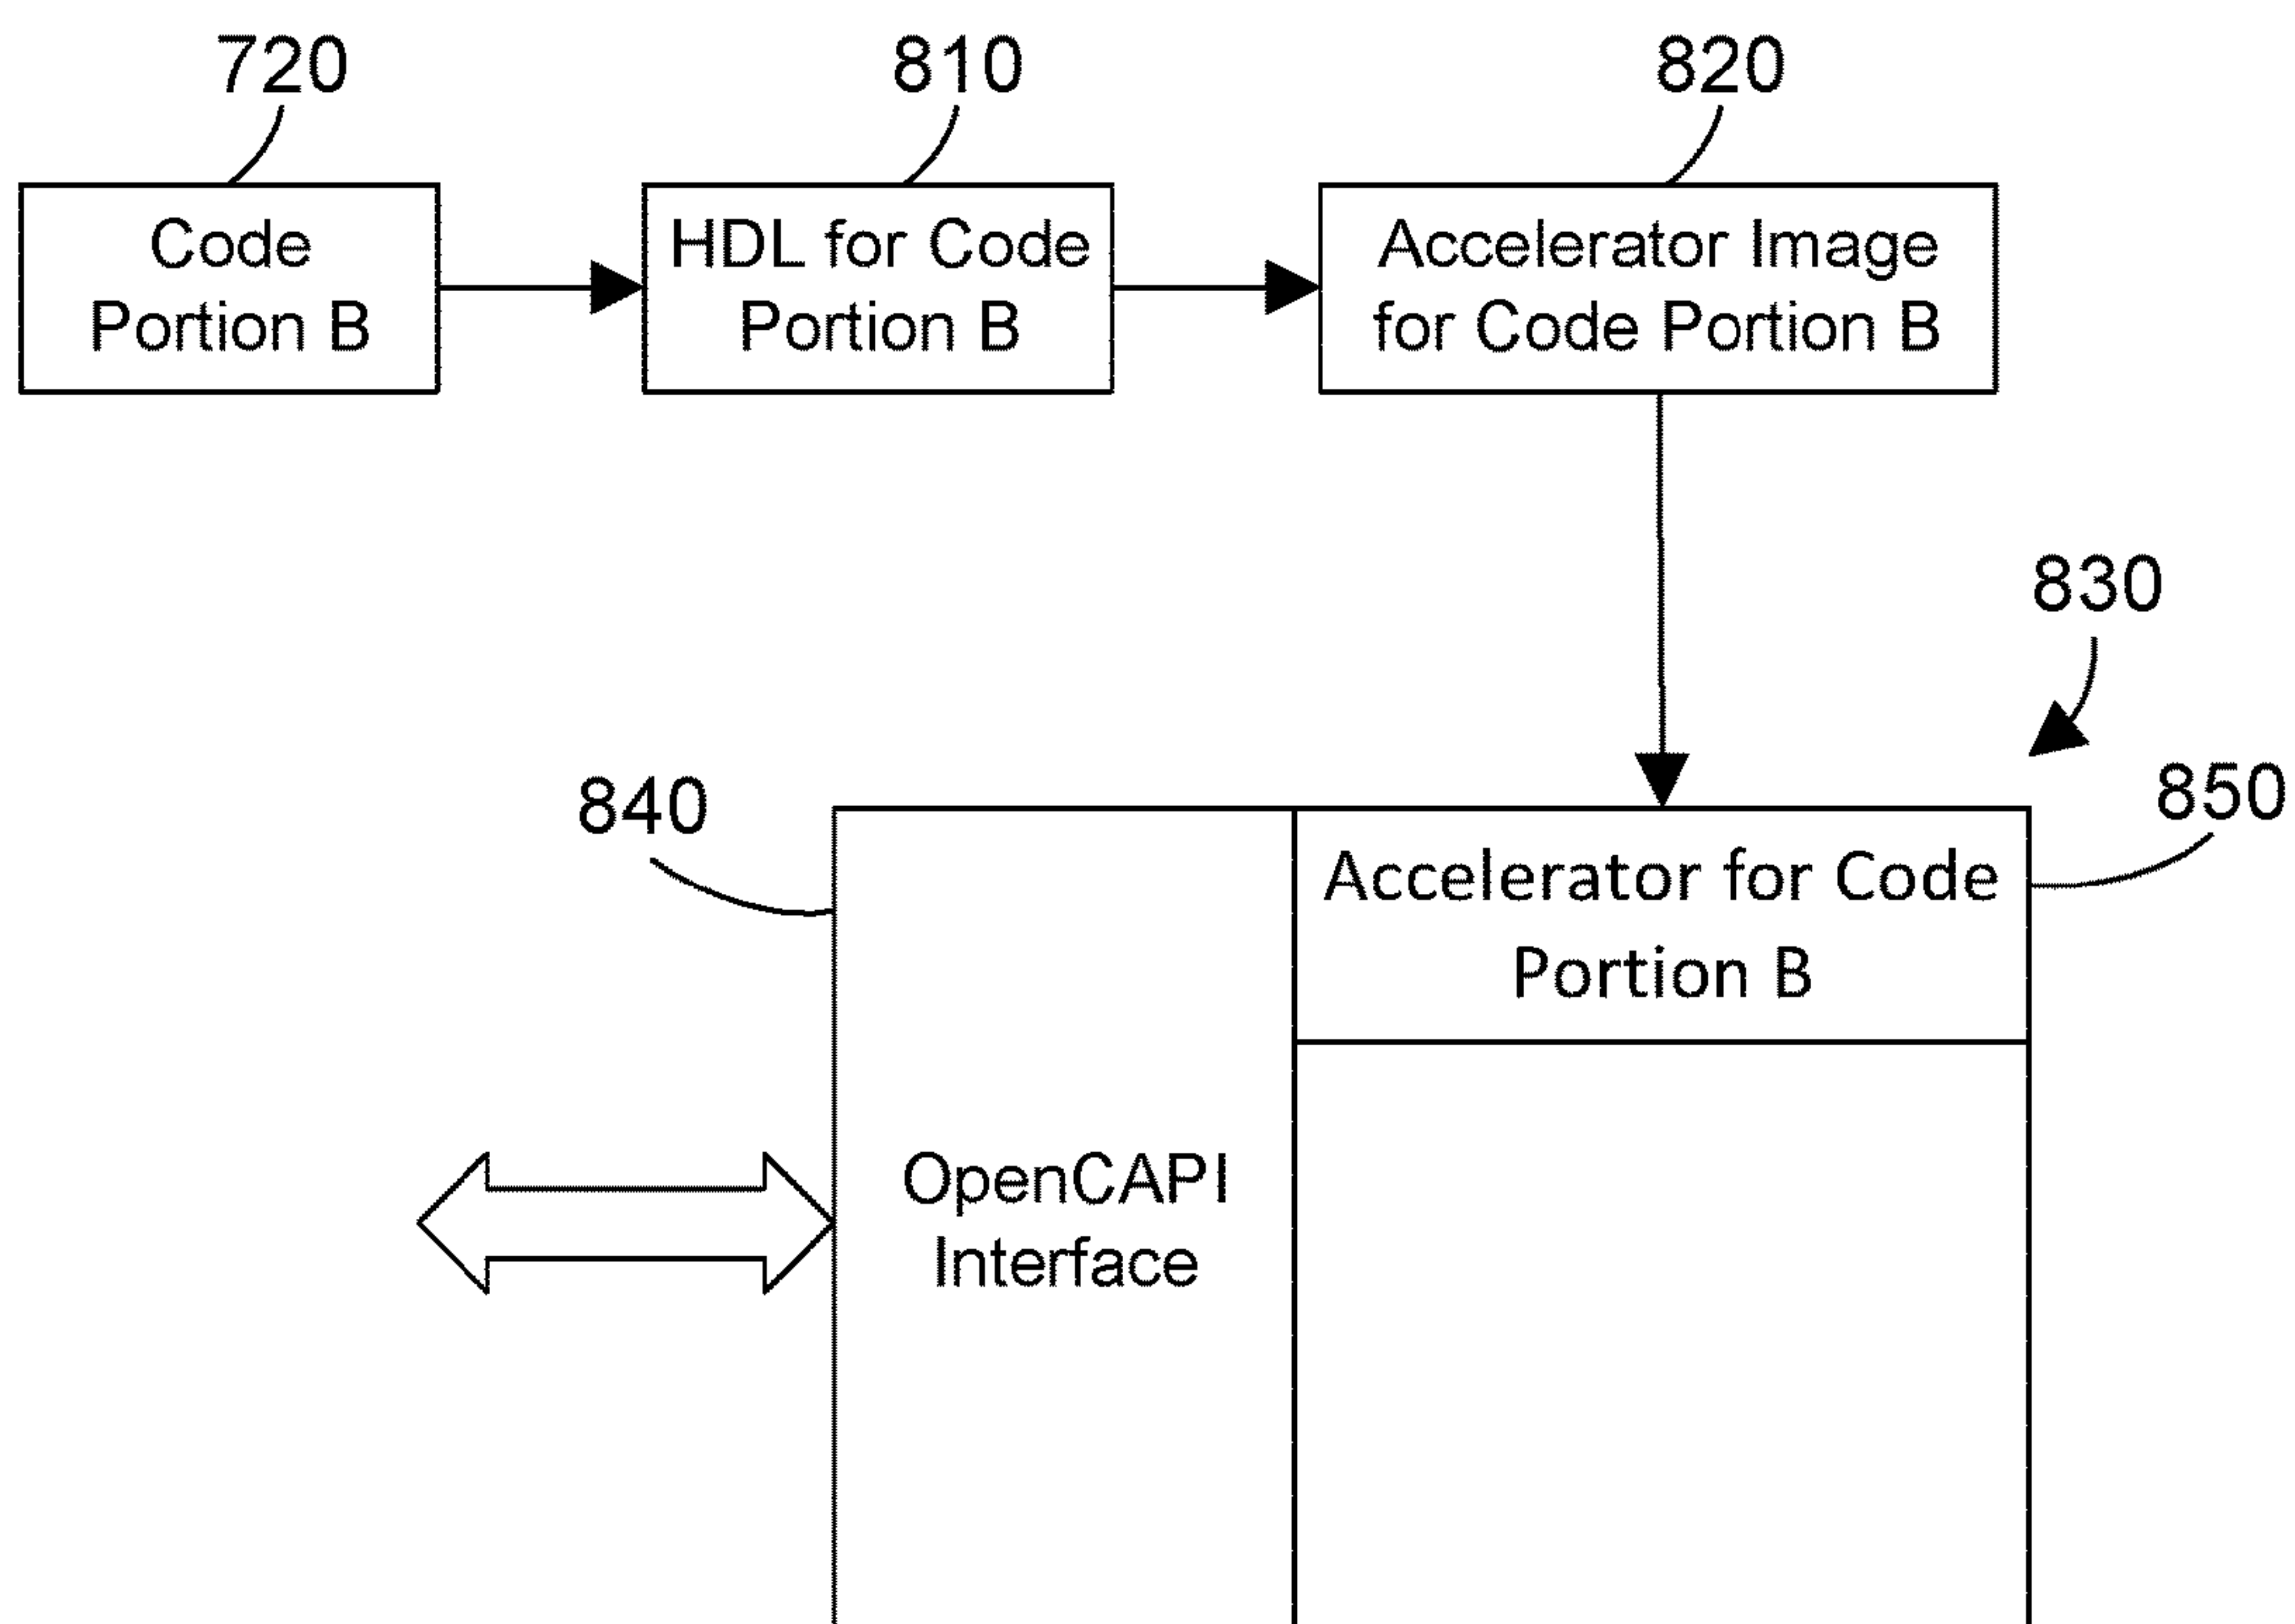 720
810
820
Code
Portion B
HDL for Code
Portion B
Accelerator Image
for Code Portion B
830
840
850
Accelerator for Code
Portion B
OpenCAPI
Interface